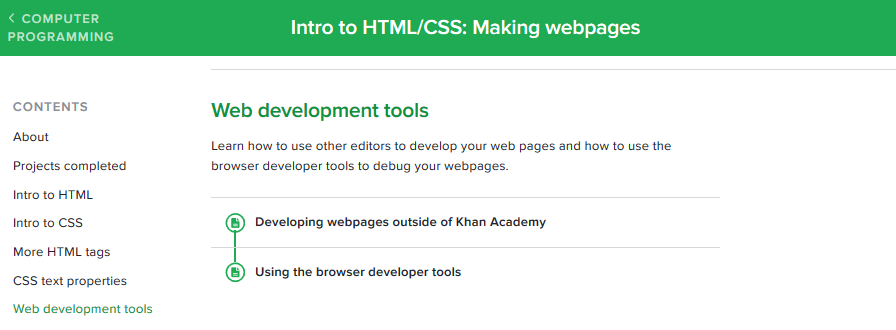 < COMPUTER
PROGRAMMING
Intro to HTML/CSS: Making webpages
CONTENTS
About
Projects completed
Intro to HTML
Intro to CSS
More HTML tags
CSS text properties
Web development tools
Web development tools
Learn how to use other editors to develop your web pages and how to use the
browser developer tools to debug your webpages.
Developing webpages outside of Khan Academy
Using the browser developer tools